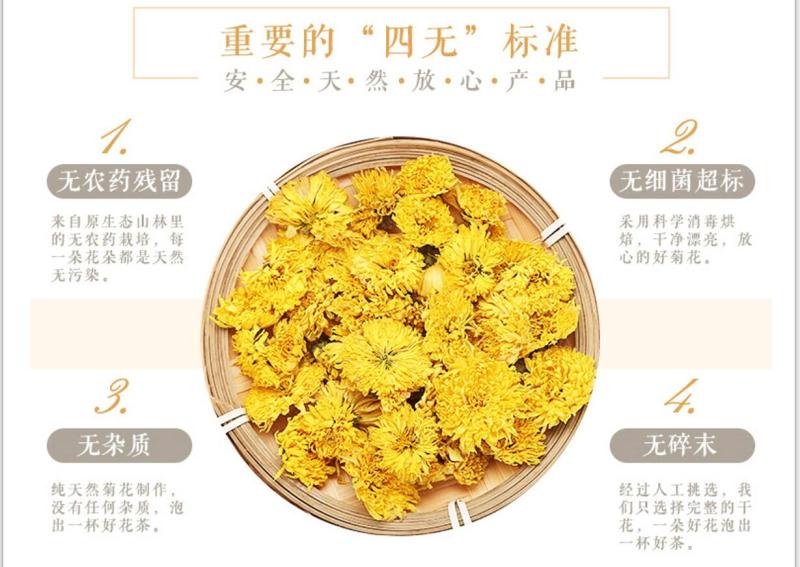 重要的“四无”标准
安·全·天·然·放·心·产·品
1.
无农药残留
来自原生态山林里
的无农药栽培，每
一朵花朵都是天然
无污染。
2.
无细菌超标
采用科学消毒烘
焙，干净漂亮，放
心的好菊花。
3.
无杂质
纯天然菊花制作，
没有任何杂质，泡
出一杯好花茶。
4.
无碎末
经过人工挑选，我
们只选择完整的干
花，一朵好花泡出
一杯好茶。